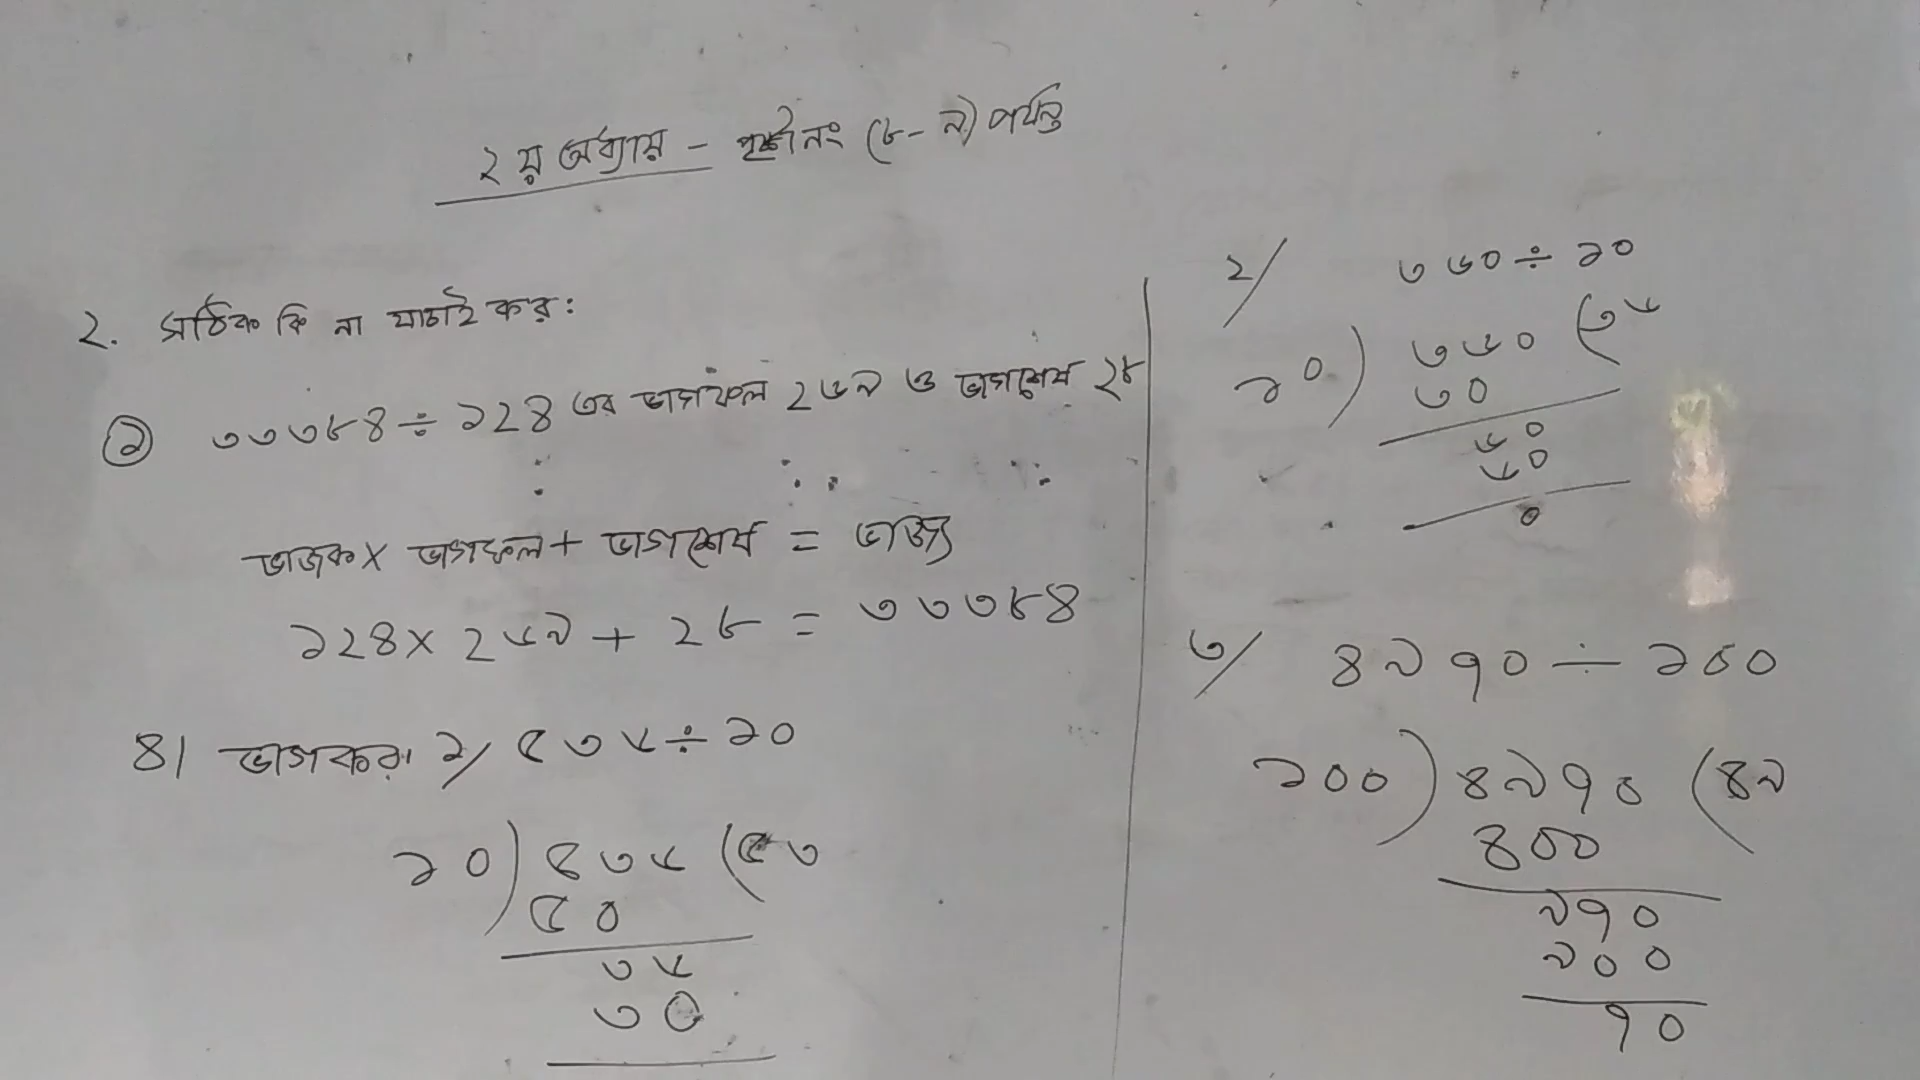 ২য় অধ্যায় - পৃষ্ঠা নং (৮-৯) পর্যন্ত
২. সঠিক কি না যাচাই কর:
১ ৩৩৩৮৪ ÷ ১২৪ এর ভাগফল ২৬৯ ও ভাগশেষ ২৮
ভাজক × ভাগফল + ভাগশেষ = ভাজ্য
১২৪ × ২৬৯ + ২৮ = ৩৩৩৮৪
৪। ভাগ কর। ১/ ৫৩৬ ÷ ১০
১০) ৫৩৬ (৫৩
৫০
৩৬
৩০
২/ ৩৬০ ÷ ১০
১০) ৩৬০ (৩৬
৩০
৬০
৬০
০
৩/ ৪৯৭০ ÷ ১০০
১০০) ৪৯৭০ (৪৯
৪০০
৯৭০
৯০০
৭০